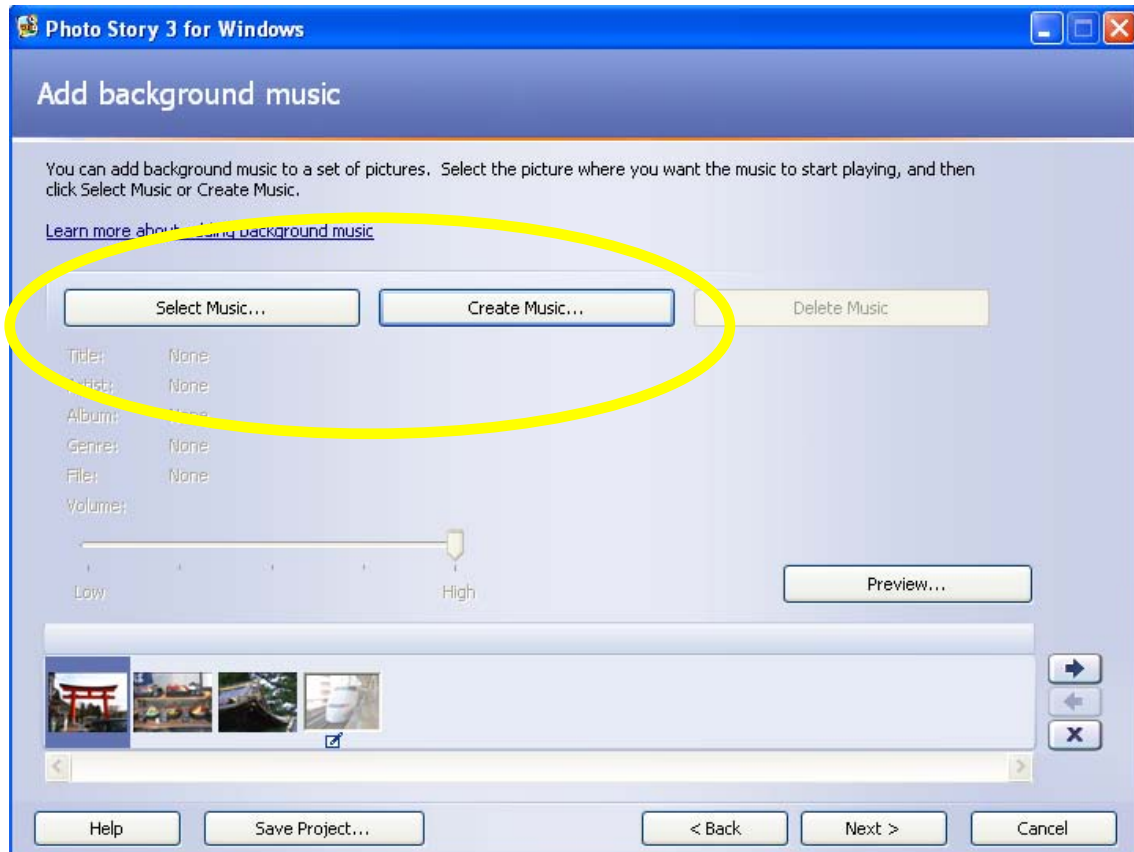 Photo Story 3 for Windows
Add background music
You can add background music to a set of pictures. Select the picture where you want the music to start playing, and then
click Select Music or Create Music.
Learn more about adding background music
Select Music... Create Music... Delete Music
Title: None
Artist: None
Album: None
Genre: None
File: None
Volume:
Low High
Preview...
Help Save Project... < Back Next > Cancel